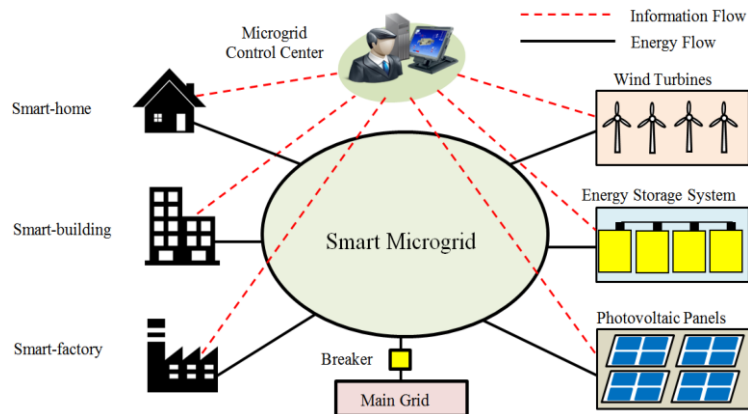 Microgrid
Control Center
Information Flow
Energy Flow
Smart-home
Wind Turbines
Smart-building
Energy Storage System
Smart Microgrid
Smart-factory
Photovoltaic Panels
Breaker
Main Grid